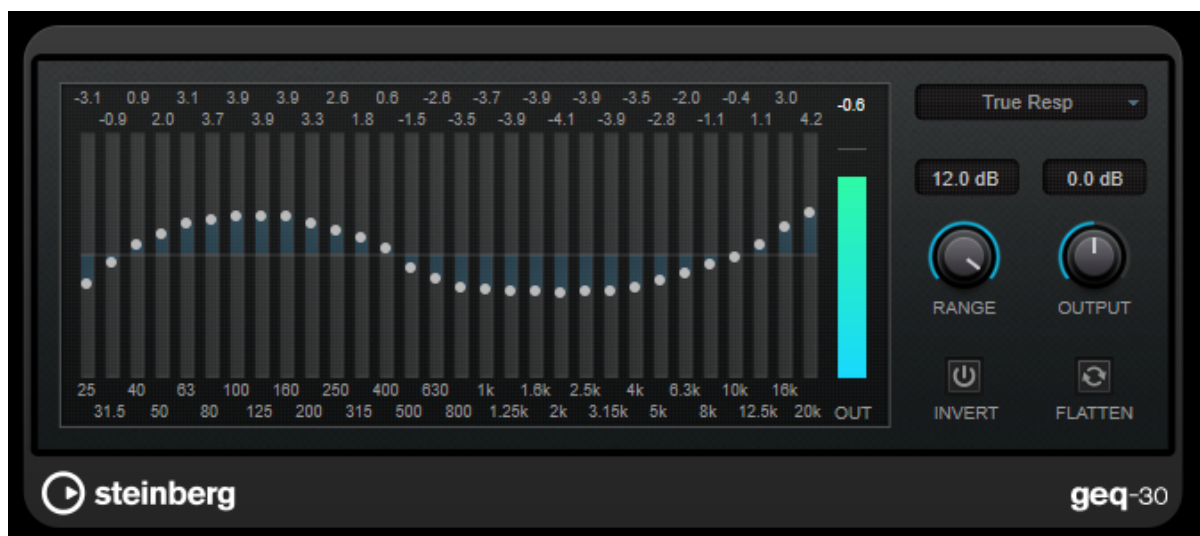 -3.1 0.9 3.1 3.9 3.9 2.6 0.6 -2.6 -3.7 -3.9 -3.9 -3.5 -2.0 -0.4 3.0 -0.6
-0.9 2.0 3.7 3.9 3.3 1.8 -1.5 -3.5 -3.9 -4.1 -3.9 -2.8 -1.1 1.1 4.2
True Resp
12.0 dB 0.0 dB
RANGE OUTPUT
25 40 63 100 160 250 400 630 1k 1.6k 2.5k 4k 6.3k 10k 16k
31.5 50 80 125 200 315 500 800 1.25k 2k 3.15k 5k 8k 12.5k 20k OUT
INVERT FLATTEN
steinberg
geq-30